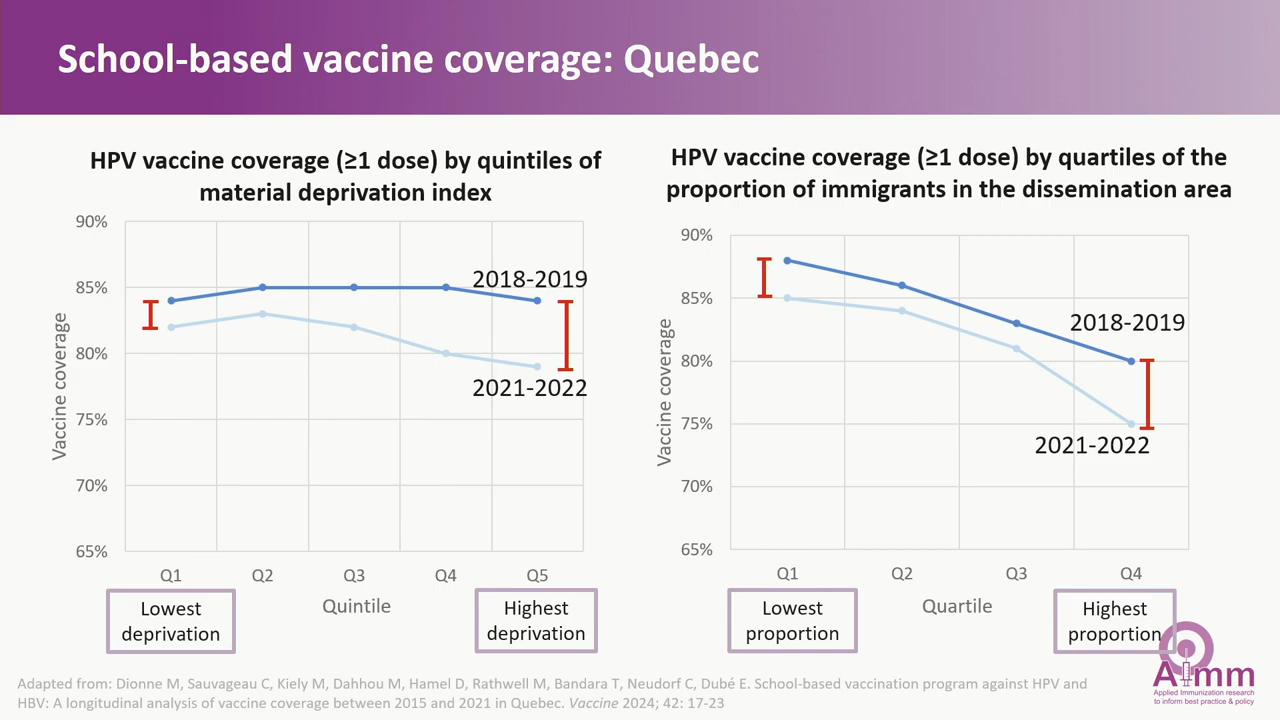 School-based vaccine coverage: Quebec
HPV vaccine coverage (≥1 dose) by quintiles of
material deprivation index
90%
85%
80%
75%
70%
65%
Vaccine coverage
2018-2019
2021-2022
Q1 Q2 Q3 Q4 Q5
Quintile
Lowest
deprivation
Highest
deprivation
HPV vaccine coverage (≥1 dose) by quartiles of the
proportion of immigrants in the dissemination area
90%
85%
80%
75%
70%
65%
Vaccine coverage
2018-2019
2021-2022
Q1 Q2 Q3 Q4
Quartile
Lowest
proportion
Highest
proportion
Adapted from: Dionne M, Sauvageau C, Kiely M, Dahhou M, Hamel D, Rathwell M, Bandara T, Neudorf C, Dubé E. School-based vaccination program against HPV and
HBV: A longitudinal analysis of vaccine coverage between 2015 and 2021 in Quebec. Vaccine 2024; 42: 17-23
AImm
Applied Immunization research
to inform best practice & policy